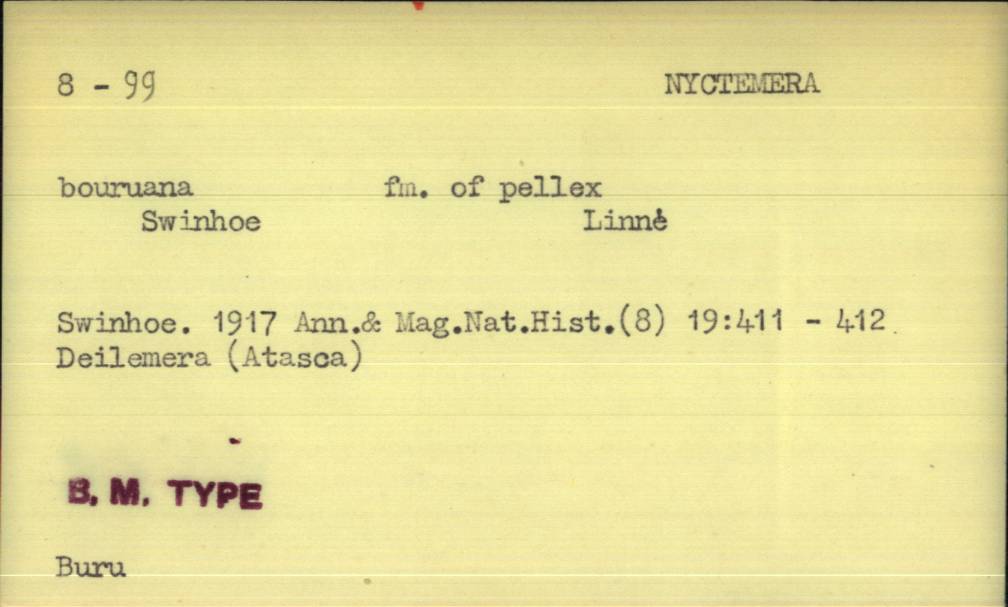 8 - 99 NYCTEMERA
bouruana fm. of pellex
Swinhoe Linné
Swinhoe. 1917 Ann.& Mag.Nat.Hist.(8) 19:411 - 412.
Deilemera (Atasca)
B. M. TYPE
Buru